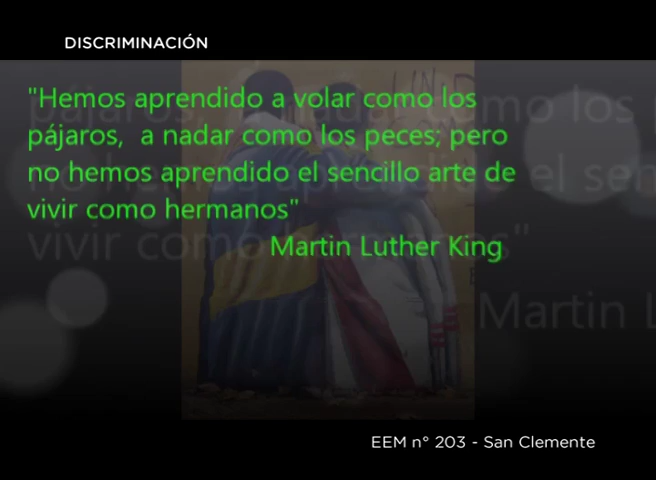 DISCRIMINACIÓN
"Hemos aprendido a volar como los
pájaros,  a nadar como los peces; pero
no hemos aprendido el sencillo arte de
vivir como hermanos"
Martin Luther King
EEM n° 203 - San Clemente